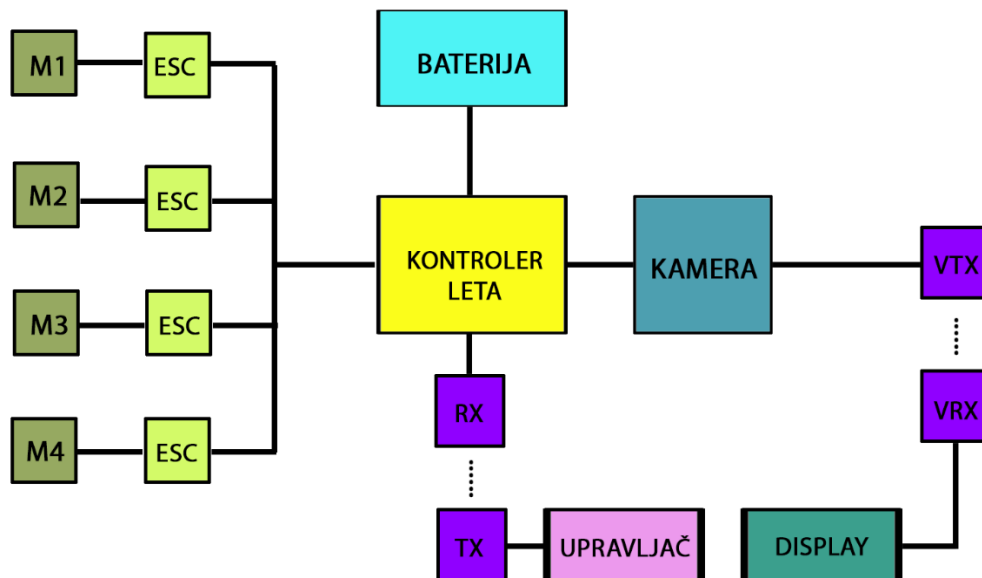 M1
ESC
BATERIJA
M2
ESC
KONTROLER
LETA
KAMERA
VTX
M3
ESC
RX
VRX
M4
ESC
TX
UPRAVLJAČ
DISPLAY